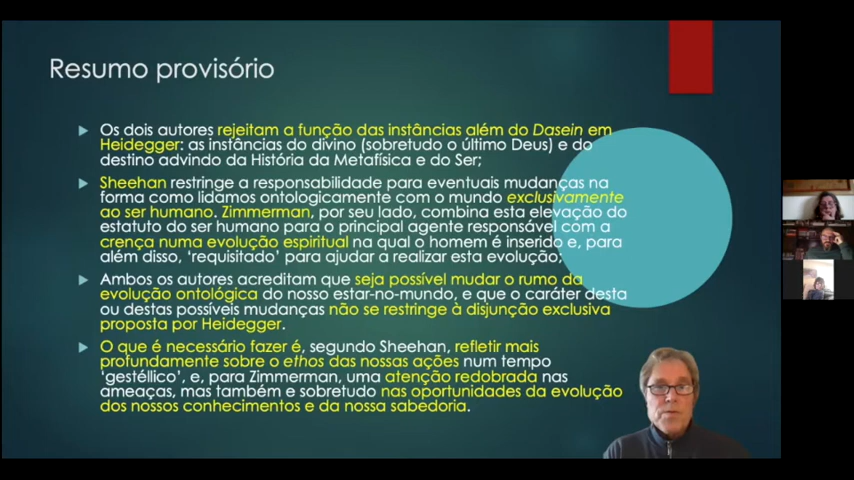 Resumo provisório
Os dois autores rejeitam a função das instâncias além do Dasein em
Heidegger: as instâncias do divino (sobretudo o último Deus) e do
destino advindo da História da Metafísica e do Ser;
Sheehan restringe a responsabilidade para eventuais mudanças na
forma como lidamos ontologicamente com o mundo exclusivamente
ao ser humano. Zimmerman, por seu lado, combina esta elevação do
estatuto do ser humano para o principal agente responsável com a
crença numa evolução espiritual na qual o homem é inserido e, para
além disso, 'requisitado' para ajudar a realizar esta evolução;
Ambos os autores acreditam que seja possível mudar o rumo da
evolução ontológica do nosso estar-no-mundo, e que o caráter desta
ou destas possíveis mudanças não se restringe à disjunção exclusiva
proposta por Heidegger.
O que é necessário fazer é, segundo Sheehan, refletir mais
profundamente sobre o ethos das nossas ações num tempo
'gestéllico', e, para Zimmerman, uma atenção redobrada nas
ameaças, mas também e sobretudo nas oportunidades da evolução
dos nossos conhecimentos e da nossa sabedoria.